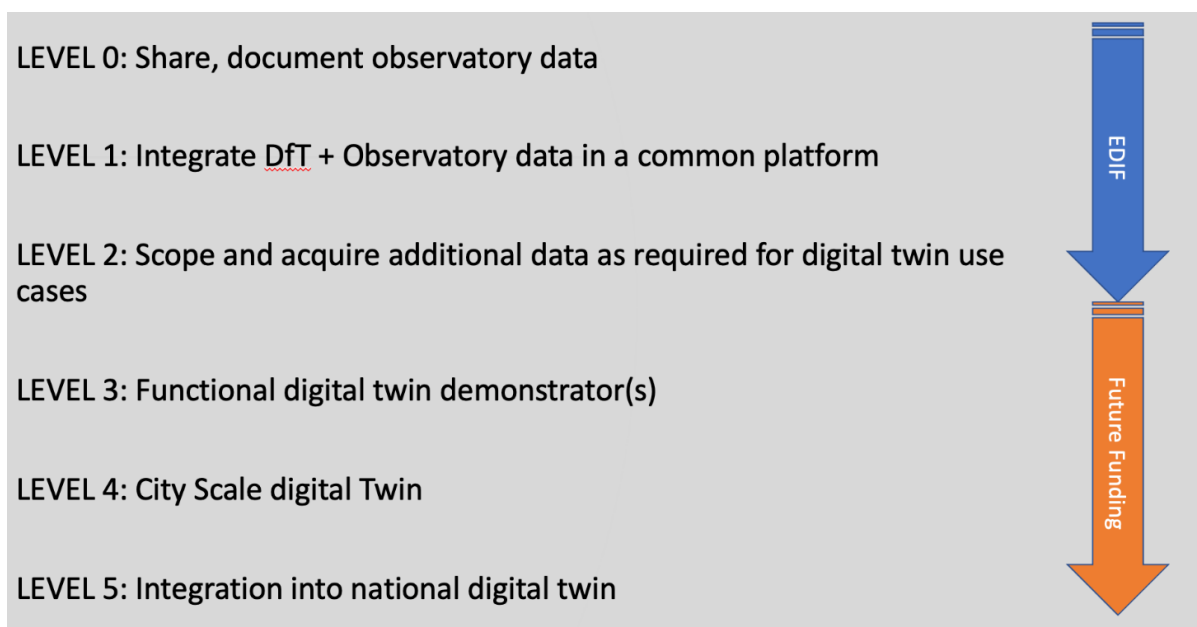 LEVEL 0: Share, document observatory data
LEVEL 1: Integrate DfT + Observatory data in a common platform
LEVEL 2: Scope and acquire additional data as required for digital twin use
cases
LEVEL 3: Functional digital twin demonstrator(s)
LEVEL 4: City Scale digital Twin
LEVEL 5: Integration into national digital twin
EDIF
Future Funding